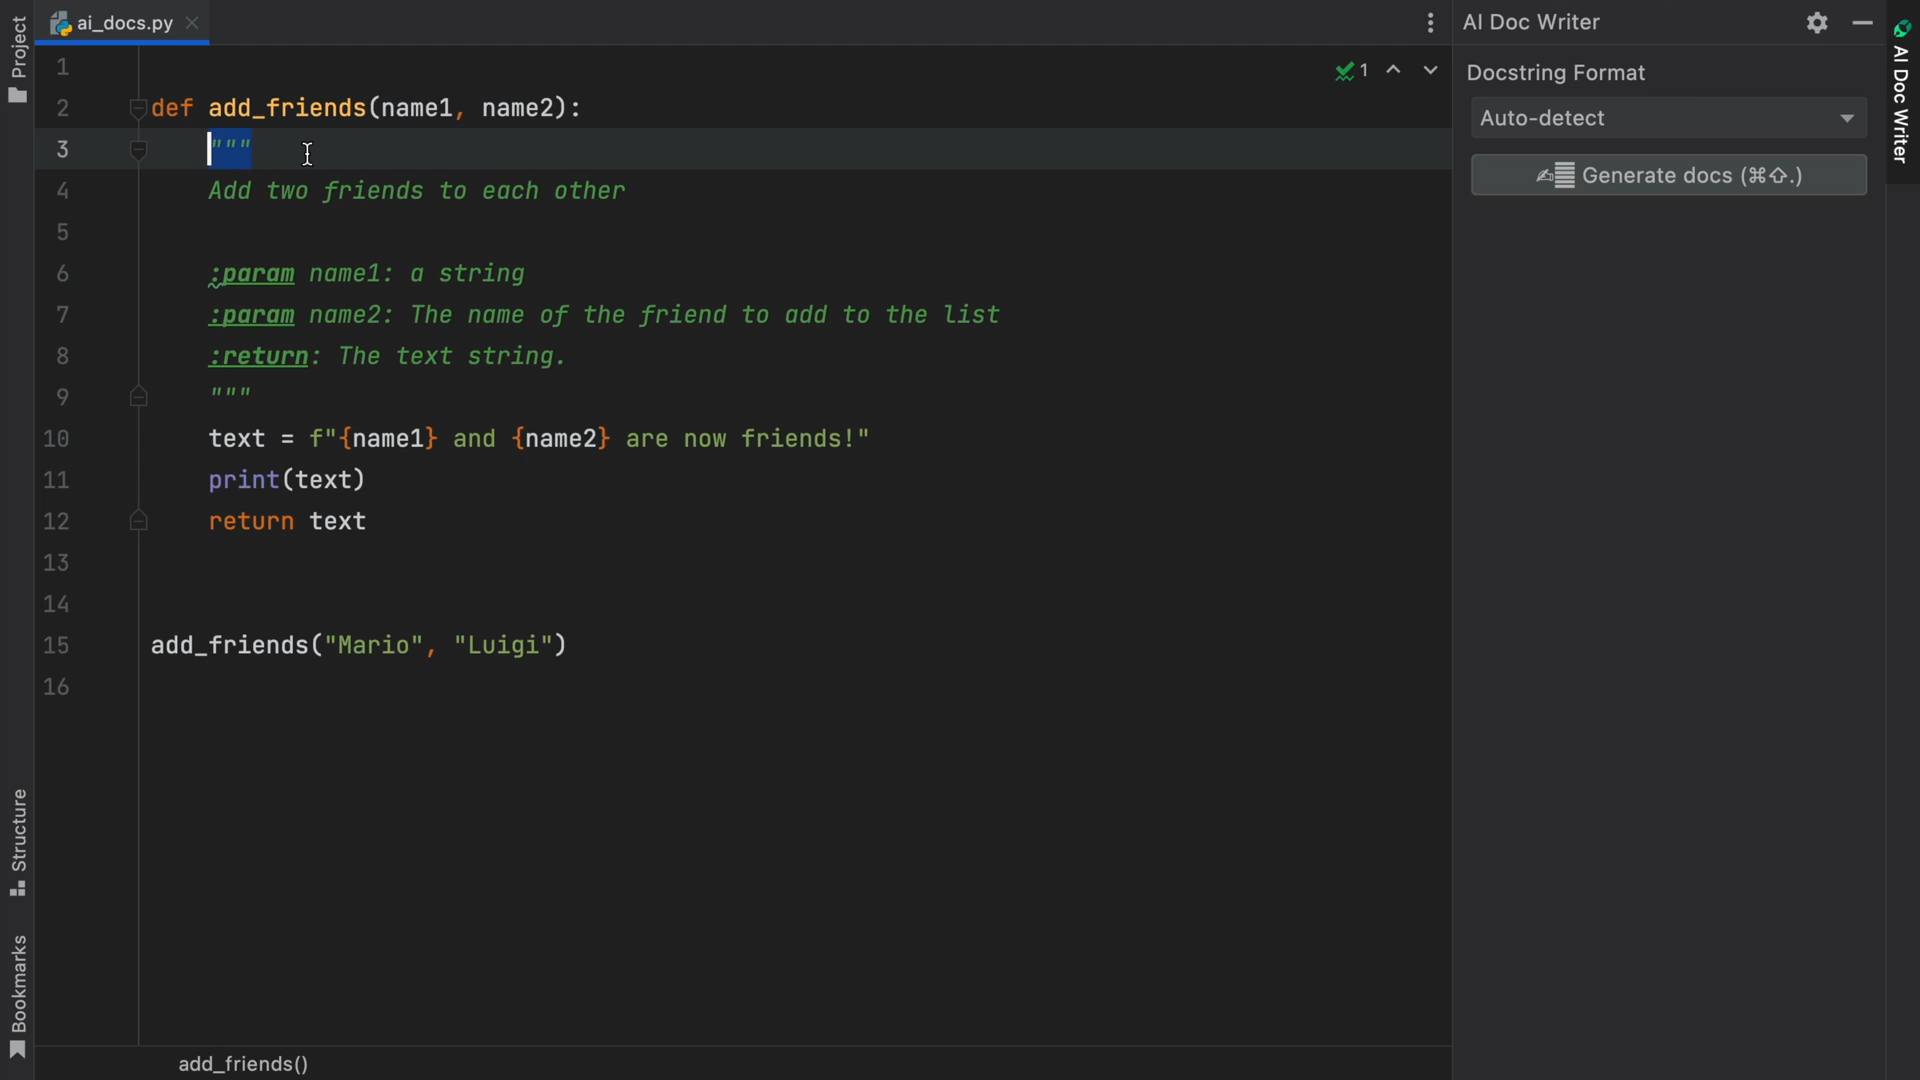 Project
ai_docs.py
AI Doc Writer
1
Docstring Format
Auto-detect
Generate docs (⌘⇧.)
AI Doc Writer
1
2 def add_friends(name1, name2):
3 """
4 Add two friends to each other
5
6 :param name1: a string
7 :param name2: The name of the friend to add to the list
8 :return: The text string.
9 """
10 text = f"{name1} and {name2} are now friends!"
11 print(text)
12 return text
13
14
15 add_friends("Mario", "Luigi")
16
Structure
Bookmarks
add_friends()